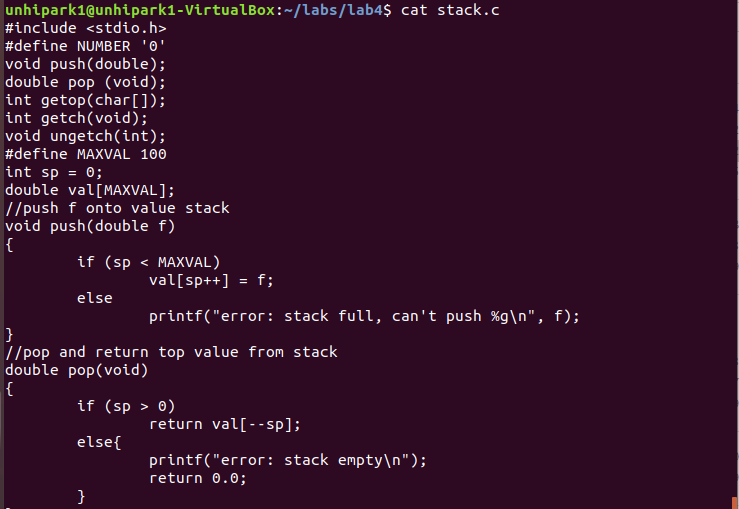 unhipark1@unhipark1-VirtualBox:~/labs/lab4$ cat stack.c
#include <stdio.h>
#define NUMBER '0'
void push(double);
double pop (void);
int getop(char[]);
int getch(void);
void ungetch(int);
#define MAXVAL 100
int sp = 0;
double val[MAXVAL];
//push f onto value stack
void push(double f)
{
        if (sp < MAXVAL)
                val[sp++] = f;
        else
                printf("error: stack full, can't push %g\n", f);
}
//pop and return top value from stack
double pop(void)
{
        if (sp > 0)
                return val[--sp];
        else{
                printf("error: stack empty\n");
                return 0.0;
        }